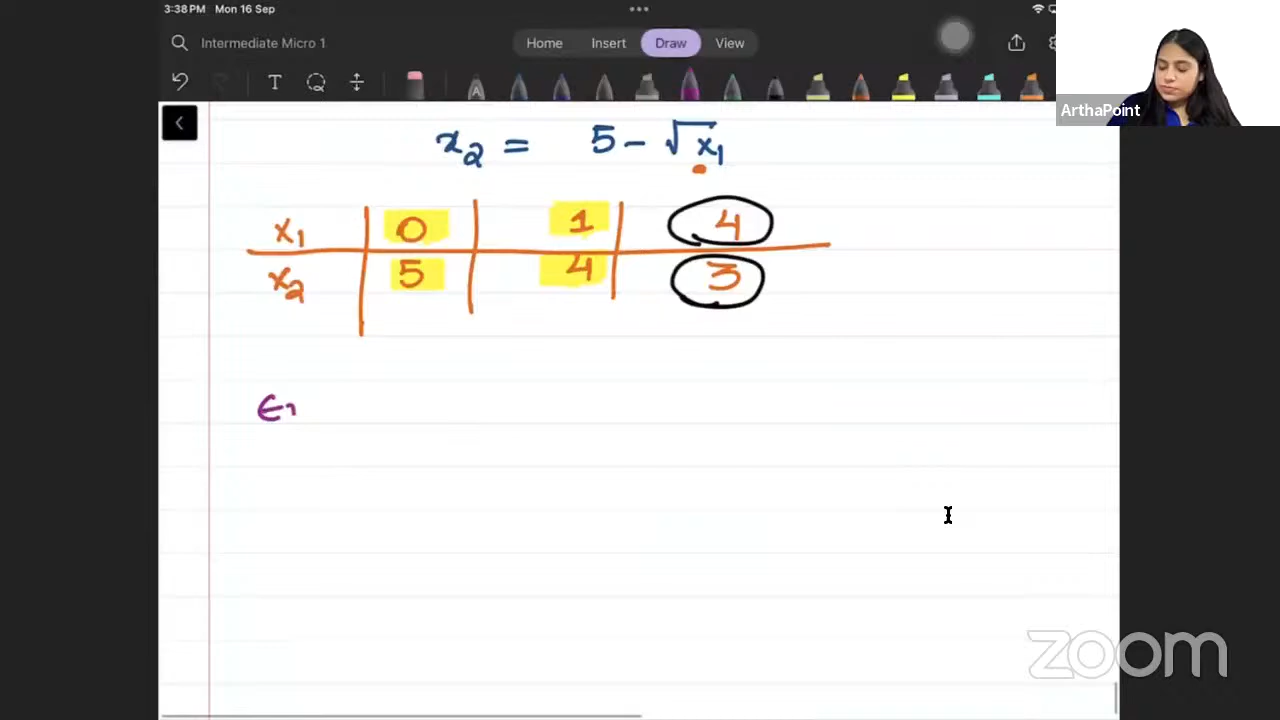 3:38 PM Mon 16 Sep
Intermediate Micro 1
Home Insert Draw View
ArthaPoint
T
A
x₂ = 5 - √x₁
x₁ 0 1 4
x₂ 5 4 3
zoom